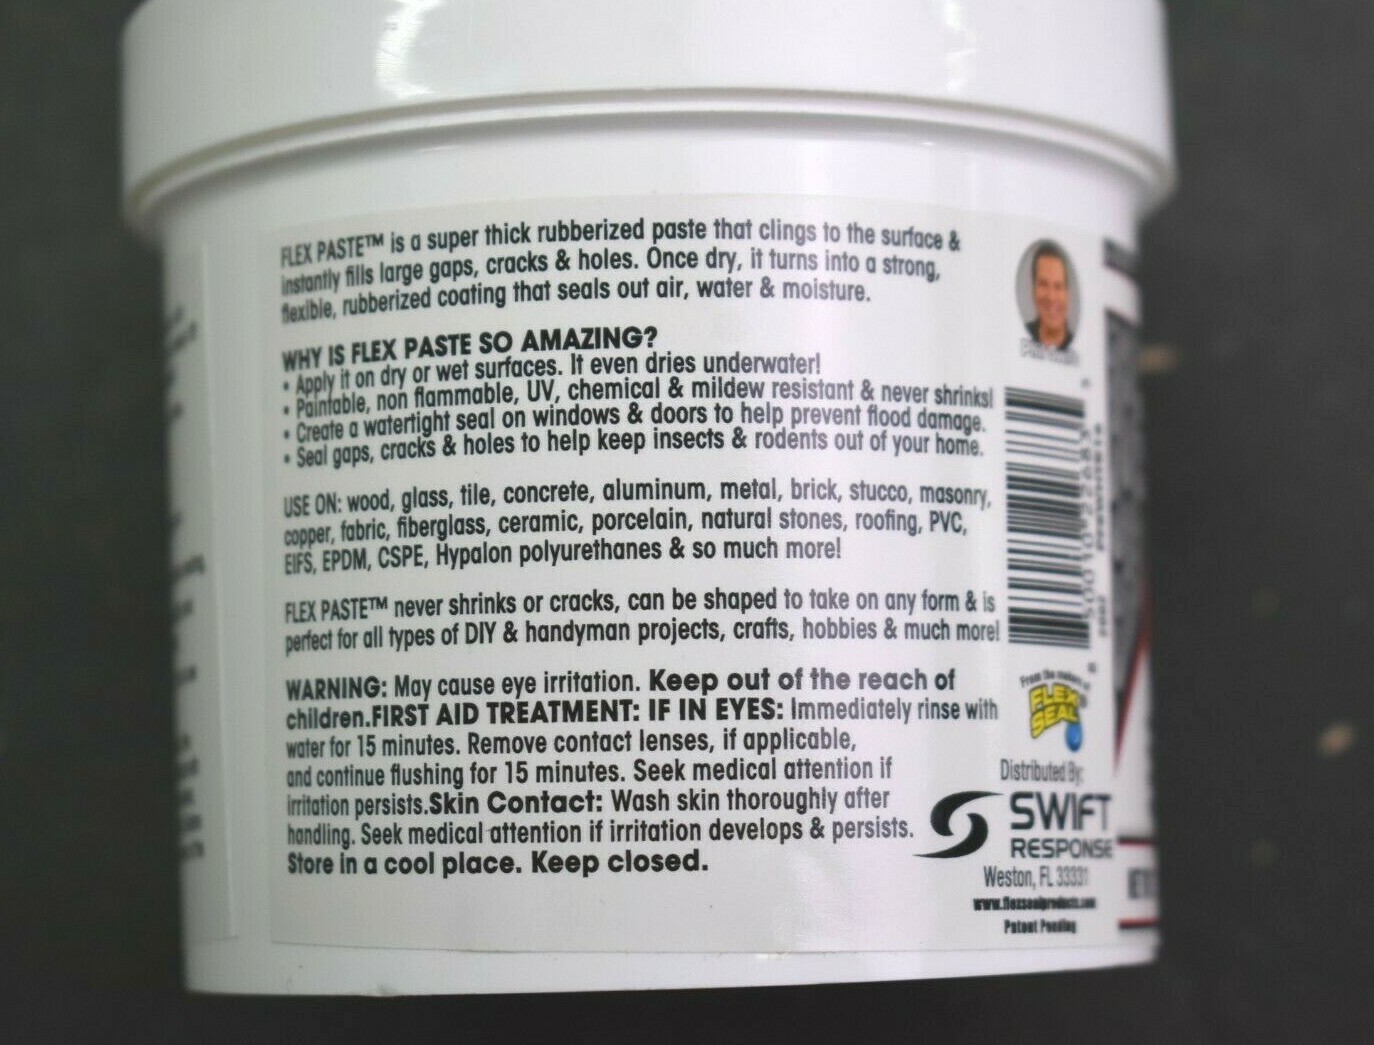 FLEX PASTE™ is a super thick rubberized paste that clings to the surface &
instantly fills large gaps, cracks & holes. Once dry, it turns into a strong,
flexible, rubberized coating that seals out air, water & moisture.
WHY IS FLEX PASTE SO AMAZING?
• Apply it on dry or wet surfaces. It even dries underwater!
• Paintable, non flammable, UV, chemical & mildew resistant & never shrinks!
• Create a watertight seal on windows & doors to help prevent flood damage.
• Seal gaps, cracks & holes to help keep insects & rodents out of your home.
USE ON: wood, glass, tile, concrete, aluminum, metal, brick, stucco, masonry,
copper, fabric, fiberglass, ceramic, porcelain, natural stones, roofing, PVC,
EIFS, EPDM, CSPE, Hypalon polyurethanes & so much more!
FLEX PASTE™ never shrinks or cracks, can be shaped to take on any form & is
perfect for all types of DIY & handyman projects, crafts, hobbies & much more!
WARNING: May cause eye irritation. Keep out of the reach of
children.FIRST AID TREATMENT: IF IN EYES: Immediately rinse with
water for 15 minutes. Remove contact lenses, if applicable,
and continue flushing for 15 minutes. Seek medical attention if
irritation persists.Skin Contact: Wash skin thoroughly after
handling. Seek medical attention if irritation develops & persists.
Store in a cool place. Keep closed.
From the makers of
FLEX
SEAL
Distributed By:
SWIFT
RESPONSE
Weston, FL 33331
www.flexsealproducts.com
Patent Pending